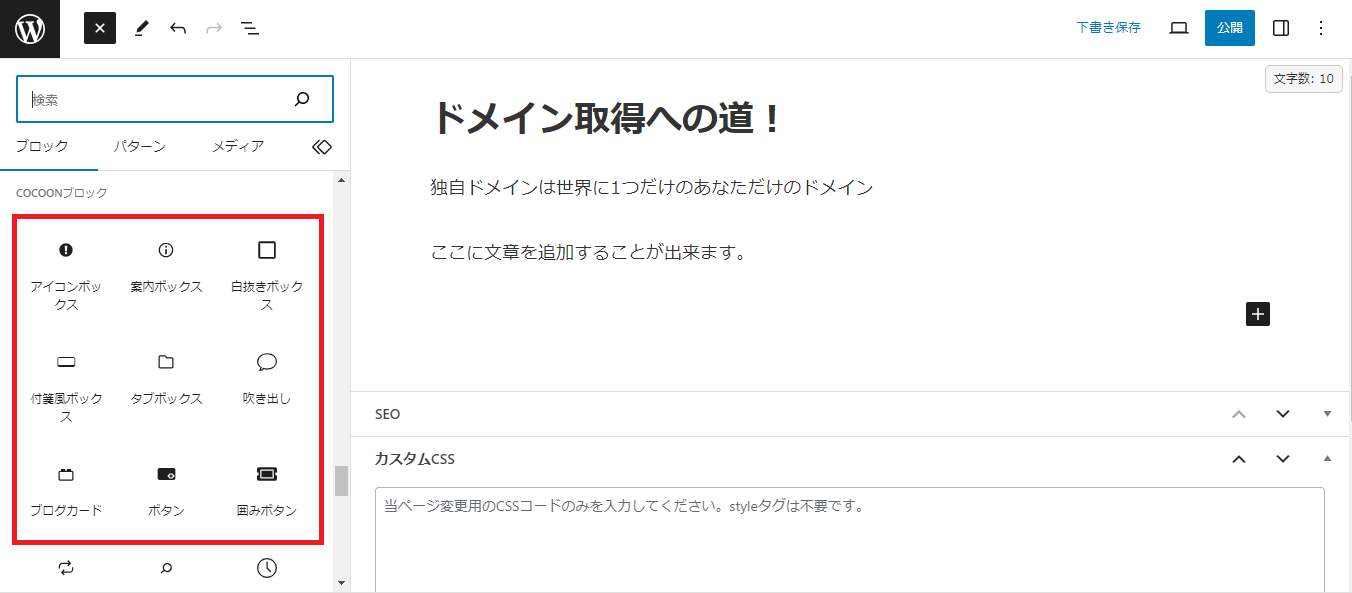 下書き保存
公開
検索
ブロック
パターン
メディア
COCOONブロック
アイコンボッ
クス
案内ボックス
白抜きボック
ス
付箋風ボック
ス
タブボックス
吹き出し
ブログカード
ボタン
囲みボタン
文字数: 10
ドメイン取得への道！
独自ドメインは世界に1つだけのあなただけのドメイン
ここに文章を追加することが出来ます。
SEO
カスタムCSS
当ページ変更用のCSSコードのみを入力してください。styleタグは不要です。